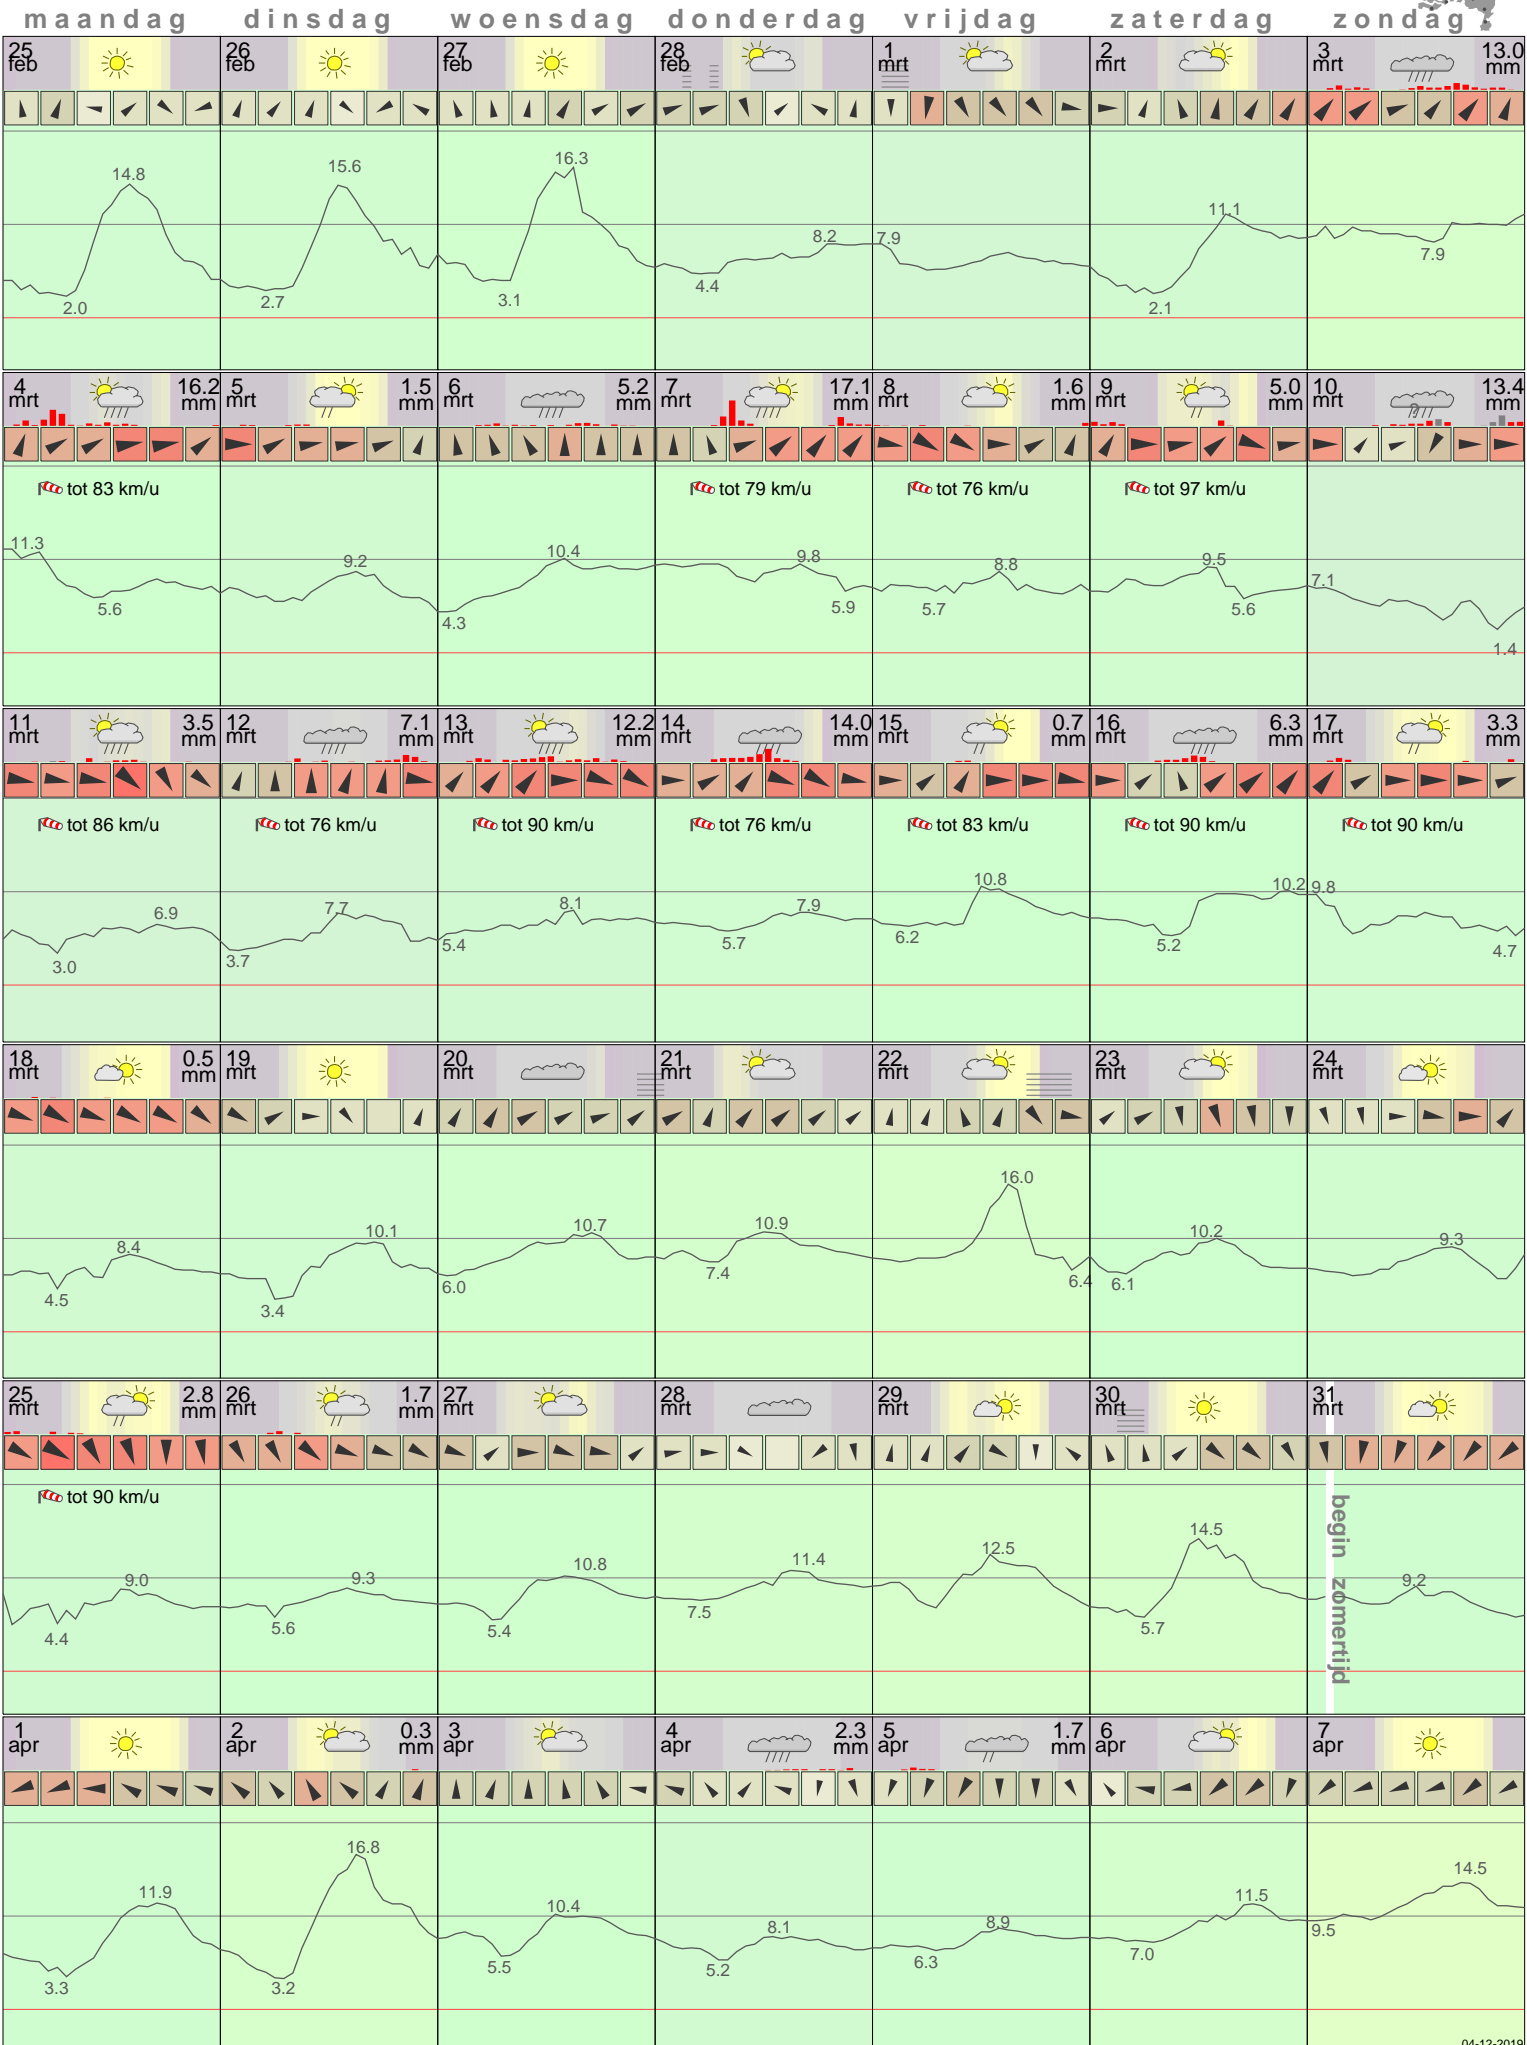 maandag dinsdag woensdag donderdag vrijdag zaterdag zondag
25 26 27 28 1 2 3 13.0
feb feb feb feb mrt mrt mrt mm
14.8 15.6 16.3 8.2 7.9 11.1 7.9
2.0 2.7 3.1 4.4 2.1
4 16.2 5 1.5 6 5.2 7 17.1 8 1.6 9 5.0 10 13.4
mrt mm mrt mm mrt mm mrt mm mrt mm mrt mm mrt ? mm
tot 83 km/u tot 79 km/u tot 76 km/u tot 97 km/u
11.3 9.2 10.4 9.8 8.8 9.5 7.1
5.6 4.3 5.9 5.7 5.6 1.4
11 3.5 12 7.1 13 12.2 14 14.0 15 0.7 16 6.3 17 3.3
mrt mm mrt mm mrt mm mrt mm mrt mm mrt mm mrt mm
tot 86 km/u tot 76 km/u tot 90 km/u tot 76 km/u tot 83 km/u tot 90 km/u tot 90 km/u
6.9 7.7 8.1 7.9 10.8 10.2 9.8
3.0 3.7 5.4 5.7 6.2 5.2 4.7
18 0.5 19 20 21 22 23 24
mrt mm mrt mrt mrt mrt mrt mrt
8.4 10.1 10.7 10.9 16.0 10.2 9.3
4.5 3.4 6.0 7.4 6.4 6.1
25 2.8 26 1.7 27 28 29 30 31
mrt mm mrt mm mrt mrt mrt mrt mrt
tot 90 km/u
begin zomertijd
9.0 9.3 10.8 11.4 12.5 14.5 9.2
4.4 5.6 5.4 7.5 5.7
1 2 0.3 3 4 2.3 5 1.7 6 7
apr apr mm apr apr mm apr mm apr apr
11.9 16.8 10.4 8.1 8.9 11.5 14.5
3.3 3.2 5.5 5.2 6.3 7.0 9.5
04-12-2019